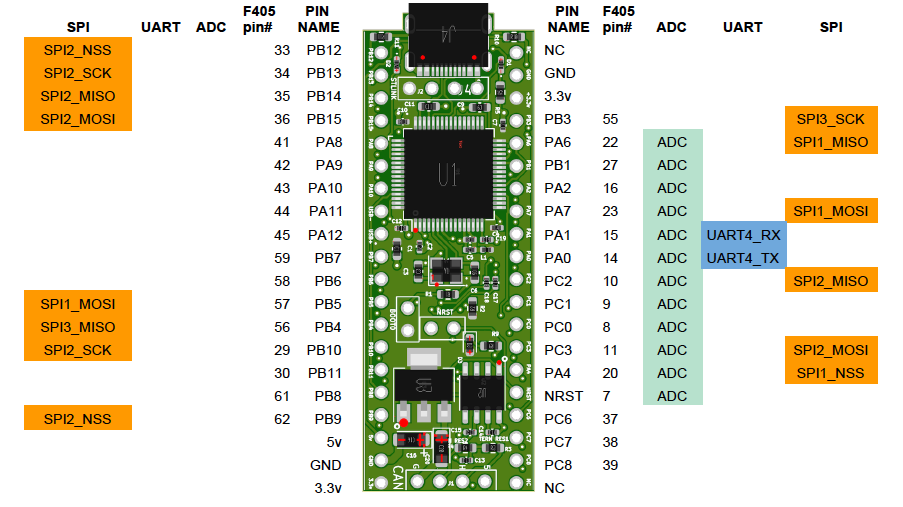 SPI UART ADC F405 pin# PIN NAME PIN NAME F405 pin# ADC UART SPI
SPI2_NSS 33 PB12 NC
SPI2_SCK 34 PB13 GND
SPI2_MISO 35 PB14 3.3v
SPI2_MOSI 36 PB15 PB3 55 SPI3_SCK
41 PA8 PA6 22 ADC SPI1_MISO
42 PA9 PB1 27 ADC
43 PA10 PA2 16 ADC
44 PA11 PA7 23 ADC SPI1_MOSI
45 PA12 PA1 15 ADC UART4_RX
59 PB7 PA0 14 ADC UART4_TX
58 PB6 PC2 10 ADC SPI2_MISO
SPI1_MOSI 57 PB5 PC1 9 ADC
SPI3_MISO 56 PB4 PC0 8 ADC
SPI2_SCK 29 PB10 PC3 11 ADC SPI2_MOSI
30 PB11 PA4 20 ADC SPI1_NSS
61 PB8 NRST 7 ADC
SPI2_NSS 62 PB9 PC6 37
5v PC7 38
GND PC8 39
3.3v NC
STLINK
J2
U1
NRST
BOOT0
U3
CAN
J1